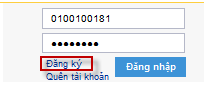 0100100181
••••••••
Đăng ký
Đăng nhập
Quên tài khoản